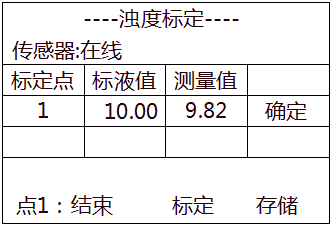 ----浊度标定----
传感器:在线
标定点 标液值 测量值
1 10.00 9.82 确定
点1：结束 标定 存储